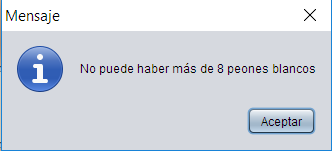 Mensaje
No puede haber más de 8 peones blancos
Aceptar